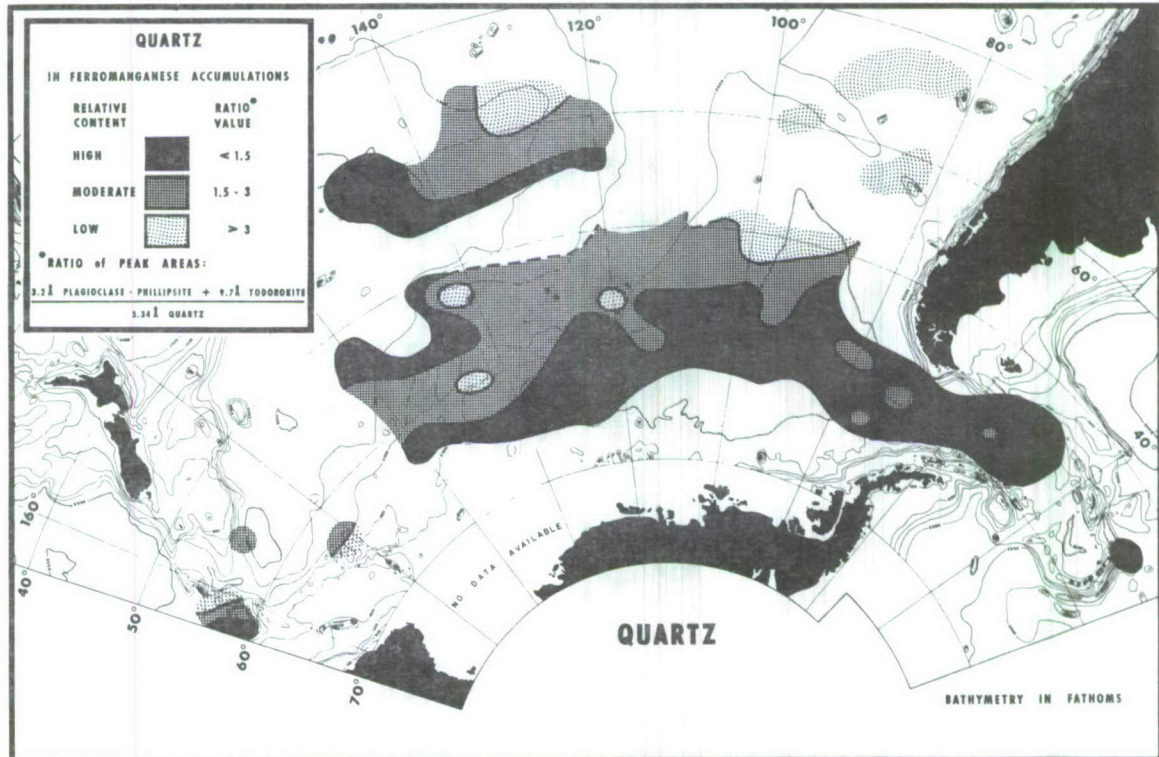 QUARTZ
IN FERROMANGANESE ACCUMULATIONS
RELATIVE CONTENT RATIO* VALUE
HIGH < 1.5
MODERATE 1.5 - 3
LOW > 3
*RATIO of PEAK AREAS:
3.2Å PLAGIOCLASE - PHILLIPSITE + 9.7Å TODOROKITE
3.34Å QUARTZ
140°
120°
100°
80°
60°
40°
160°
40°
50°
60°
70°
NO DATA AVAILABLE
QUARTZ
BATHYMETRY IN FATHOMS